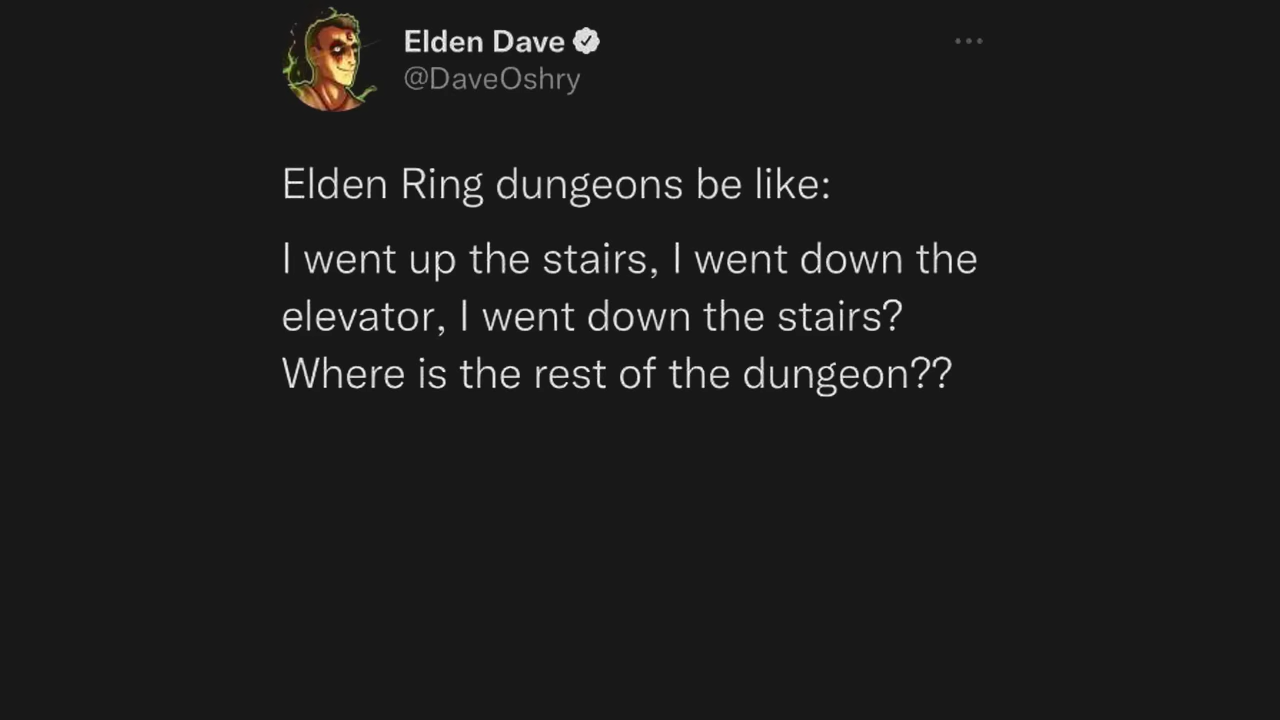 Elden Dave
@DaveOshry
Elden Ring dungeons be like:
I went up the stairs, I went down the
elevator, I went down the stairs?
Where is the rest of the dungeon??